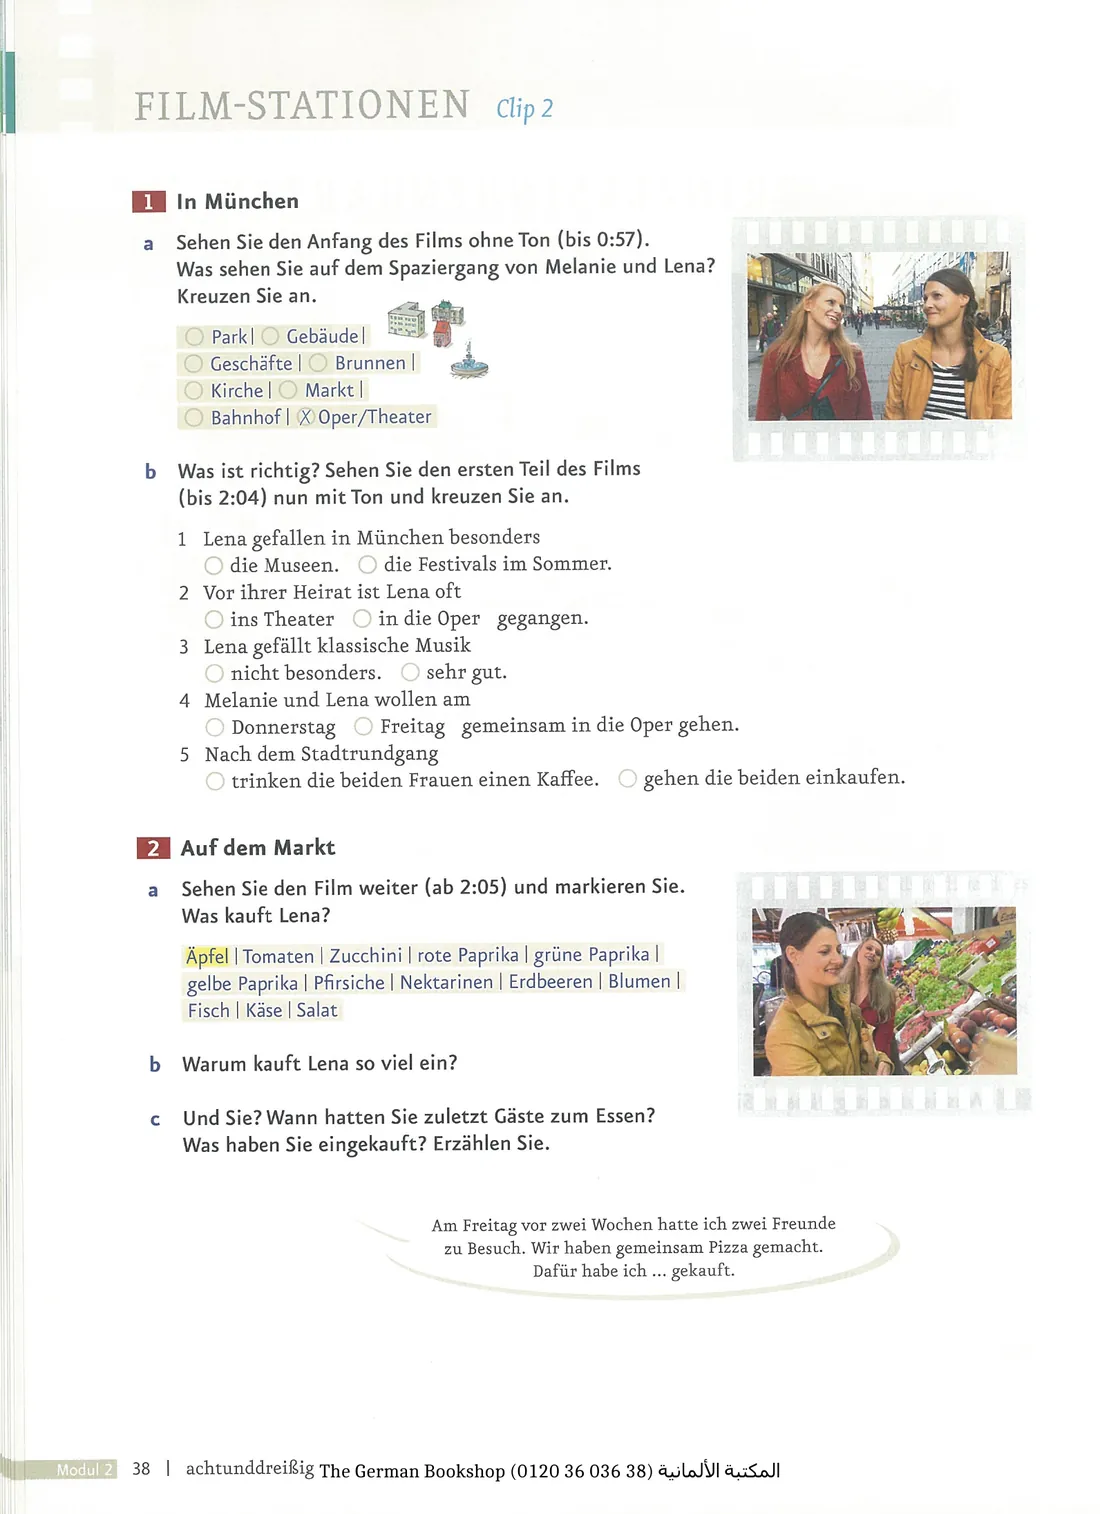 FILM-STATIONEN Clip 2
1 In München
a Sehen Sie den Anfang des Films ohne Ton (bis 0:57).
Was sehen Sie auf dem Spaziergang von Melanie und Lena?
Kreuzen Sie an.
○ Park | ○ Gebäude |
○ Geschäfte | ○ Brunnen |
○ Kirche | ○ Markt |
○ Bahnhof | X Oper/Theater
b Was ist richtig? Sehen Sie den ersten Teil des Films
(bis 2:04) nun mit Ton und kreuzen Sie an.
1 Lena gefallen in München besonders
○ die Museen. ○ die Festivals im Sommer.
2 Vor ihrer Heirat ist Lena oft
○ ins Theater ○ in die Oper gegangen.
3 Lena gefällt klassische Musik
○ nicht besonders. ○ sehr gut.
4 Melanie und Lena wollen am
○ Donnerstag ○ Freitag gemeinsam in die Oper gehen.
5 Nach dem Stadtrundgang
○ trinken die beiden Frauen einen Kaffee. ○ gehen die beiden einkaufen.
2 Auf dem Markt
a Sehen Sie den Film weiter (ab 2:05) und markieren Sie.
Was kauft Lena?
Äpfel | Tomaten | Zucchini | rote Paprika | grüne Paprika |
gelbe Paprika | Pfirsiche | Nektarinen | Erdbeeren | Blumen |
Fisch | Käse | Salat
b Warum kauft Lena so viel ein?
c Und Sie? Wann hatten Sie zuletzt Gäste zum Essen?
Was haben Sie eingekauft? Erzählen Sie.
Am Freitag vor zwei Wochen hatte ich zwei Freunde
zu Besuch. Wir haben gemeinsam Pizza gemacht.
Dafür habe ich ... gekauft.
Modul 2 38 | achtunddreißig The German Bookshop (0120 36 036 38) المكتبة الألمانية